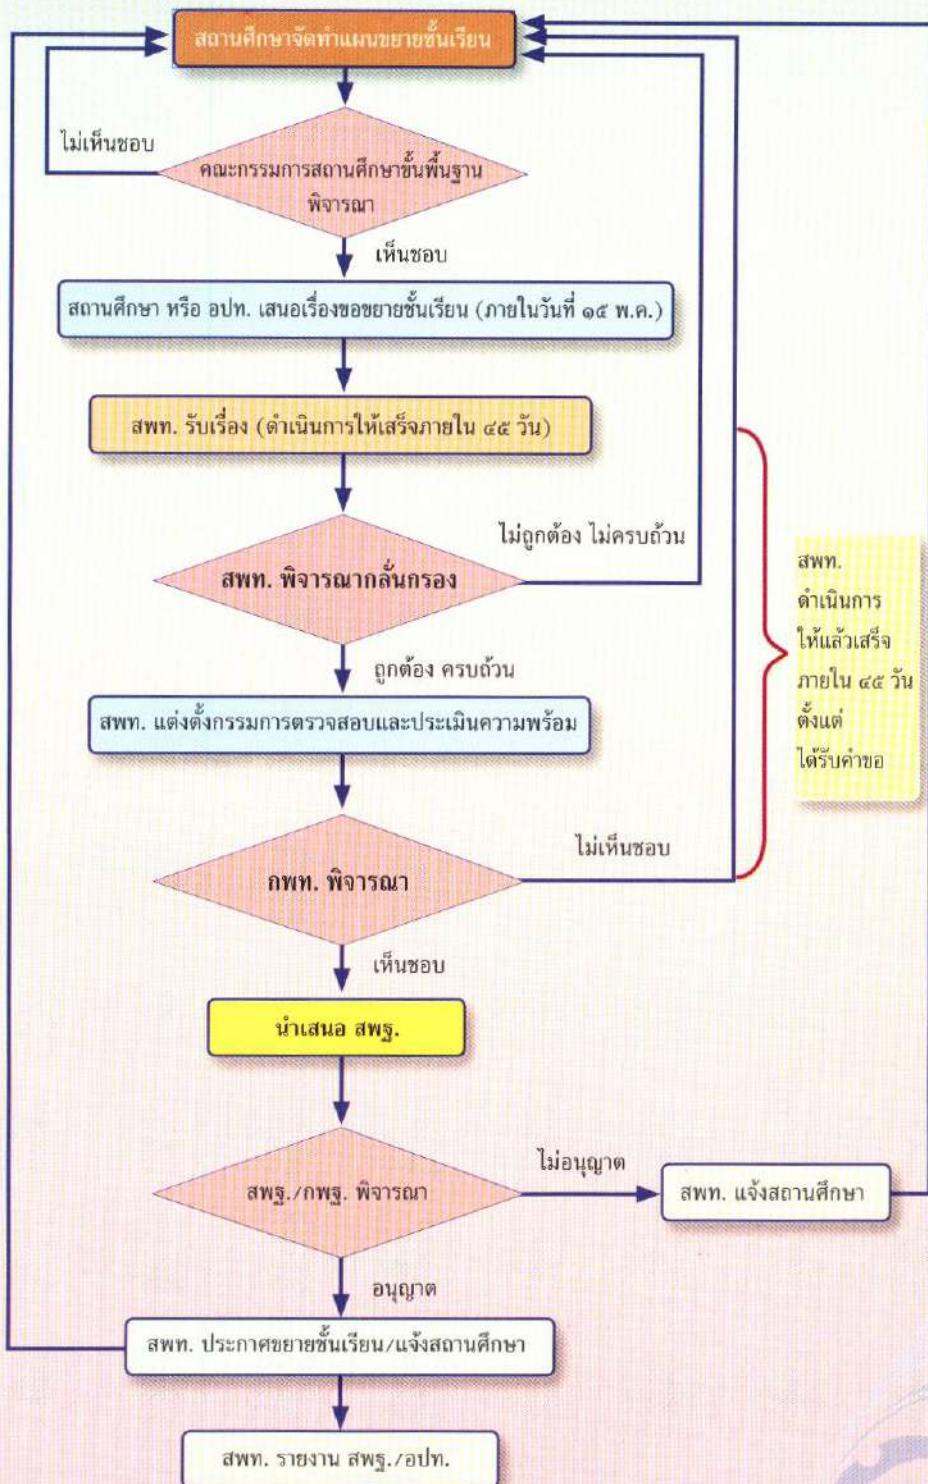 สถานศึกษาจัดทำแผนขยายชั้นเรียน
ไม่เห็นชอบ
คณะกรรมการสถานศึกษาขั้นพื้นฐาน
พิจารณา
เห็นชอบ
สถานศึกษา หรือ อปท. เสนอเรื่องขอขยายชั้นเรียน (ภายในวันที่ ๑๕ พ.ค.)
สพท. รับเรื่อง (ดำเนินการให้เสร็จภายใน ๔๕ วัน)
ไม่ถูกต้อง ไม่ครบถ้วน
สพท. พิจารณากลั่นกรอง
ถูกต้อง ครบถ้วน
สพท.
ดำเนินการ
ให้แล้วเสร็จ
ภายใน ๔๕ วัน
ตั้งแต่
ได้รับคำขอ
สพท. แต่งตั้งกรรมการตรวจสอบและประเมินความพร้อม
ไม่เห็นชอบ
กพท. พิจารณา
เห็นชอบ
นำเสนอ สพฐ.
ไม่อนุญาต
สพฐ./กพฐ. พิจารณา
สพท. แจ้งสถานศึกษา
อนุญาต
สพท. ประกาศขยายชั้นเรียน/แจ้งสถานศึกษา
สพท. รายงาน สพฐ./อปท.